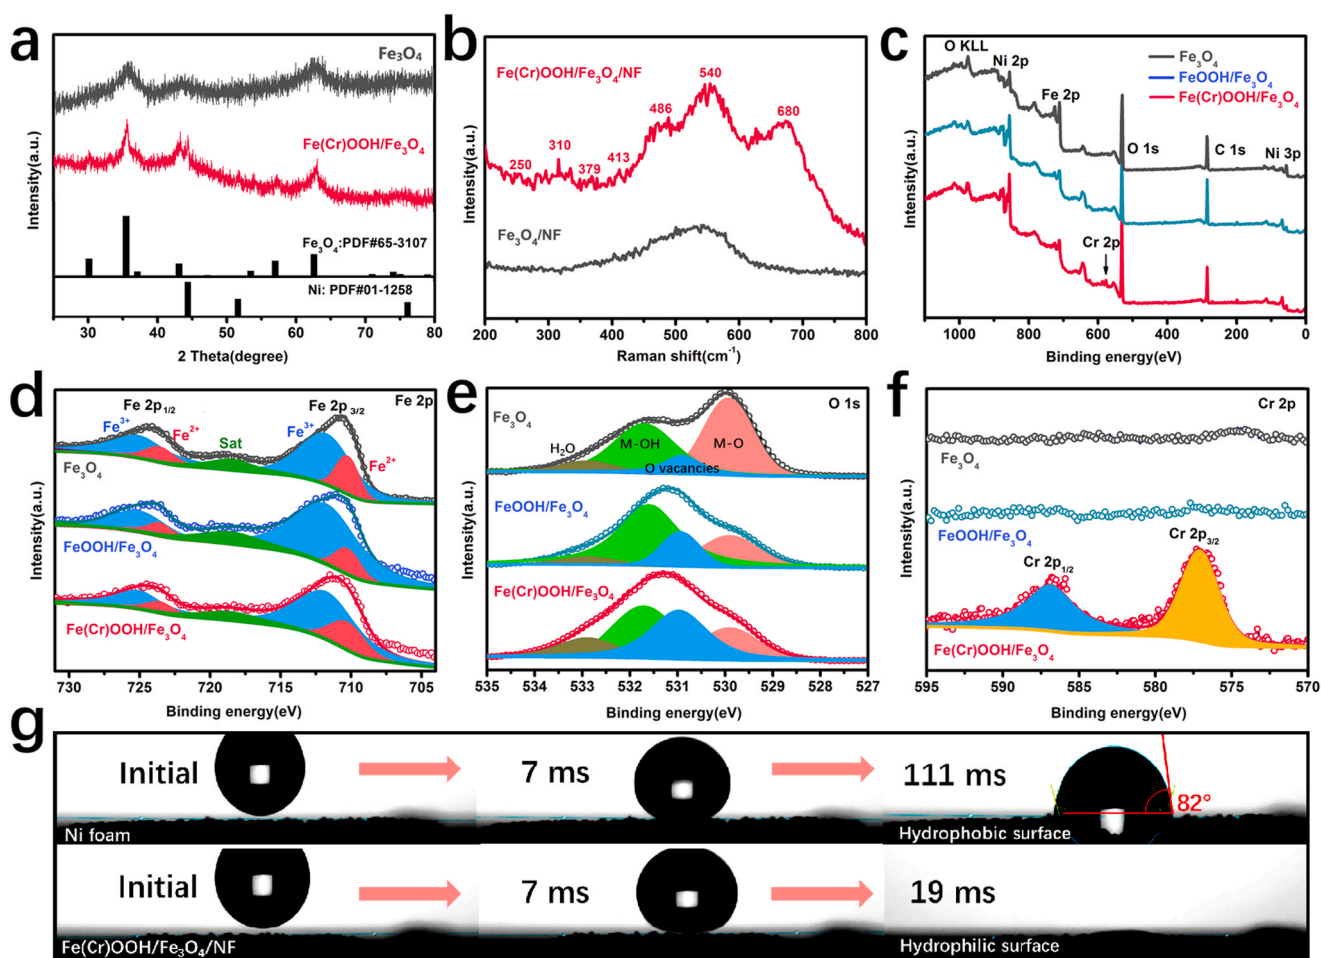 a
Fe₃O₄
Fe(Cr)OOH/Fe₃O₄
Fe₃O₄:PDF#65-3107
Ni: PDF#01-1258
30 40 50 60 70 80
2 Theta(degree)
Intensity(a.u.)
b
Fe(Cr)OOH/Fe₃O₄/NF
250
310
379
413
486
540
680
Fe₃O₄/NF
200 300 400 500 600 700 800
Raman shift(cm⁻¹)
Intensity(a.u.)
c
O KLL
Ni 2p
Fe 2p
Fe₃O₄
FeOOH/Fe₃O₄
Fe(Cr)OOH/Fe₃O₄
O 1s
C 1s
Ni 3p
Cr 2p
1000 800 600 400 200 0
Binding energy(eV)
Intensity(a.u.)
d
Fe 2p₁/₂
Fe 2p ₃/₂
Fe 2p
Fe³⁺
Fe²⁺
Sat
Fe³⁺
Fe²⁺
Fe₃O₄
FeOOH/Fe₃O₄
Fe(Cr)OOH/Fe₃O₄
730 725 720 715 710 705
Binding energy(eV)
Intensity(a.u.)
e
O 1s
Fe₃O₄
H₂O
M-OH
M-O
O vacancies
FeOOH/Fe₃O₄
Fe(Cr)OOH/Fe₃O₄
535 534 533 532 531 530 529 528 527
Binding energy(eV)
Intensity(a.u.)
f
Cr 2p
Fe₃O₄
FeOOH/Fe₃O₄
Cr 2p₃/₂
Cr 2p₁/₂
Fe(Cr)OOH/Fe₃O₄
595 590 585 580 575 570
Binding energy(eV)
Intensity(a.u.)
g
Initial
7 ms
111 ms
82°
Ni foam
Hydrophobic surface
Initial
7 ms
19 ms
Fe(Cr)OOH/Fe₃O₄/NF
Hydrophilic surface